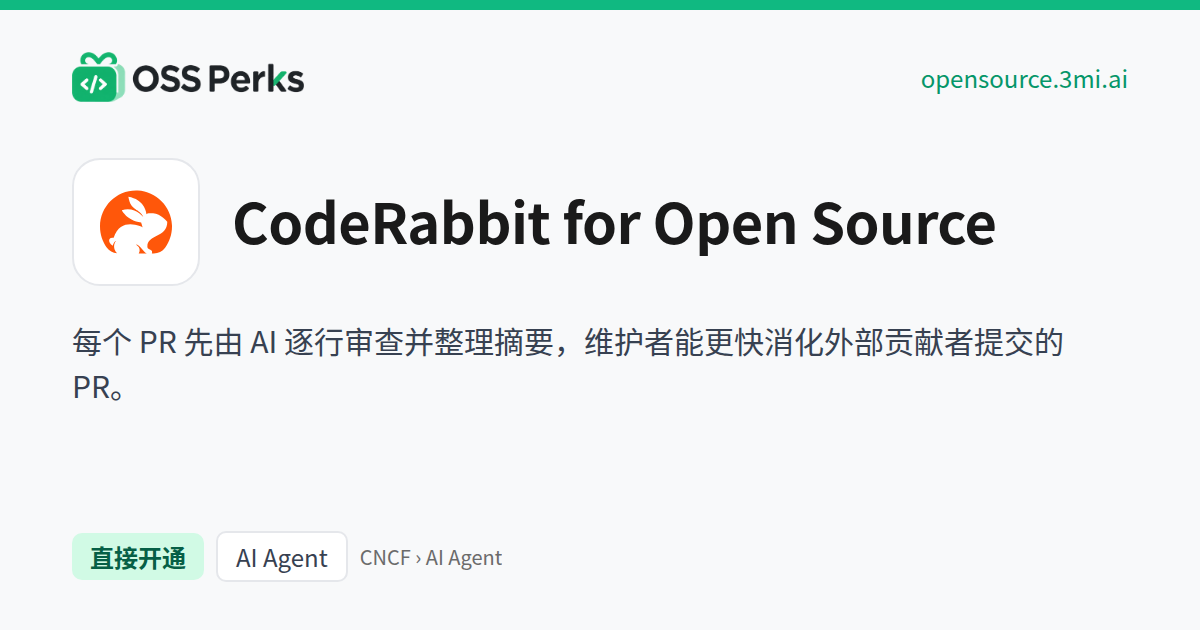 </> OSS Perks
opensource.3mi.ai
CodeRabbit for Open Source
每个 PR 先由 AI 逐行审查并整理摘要，维护者能更快消化外部贡献者提交的
PR。
直接开通
AI Agent
CNCF › AI Agent